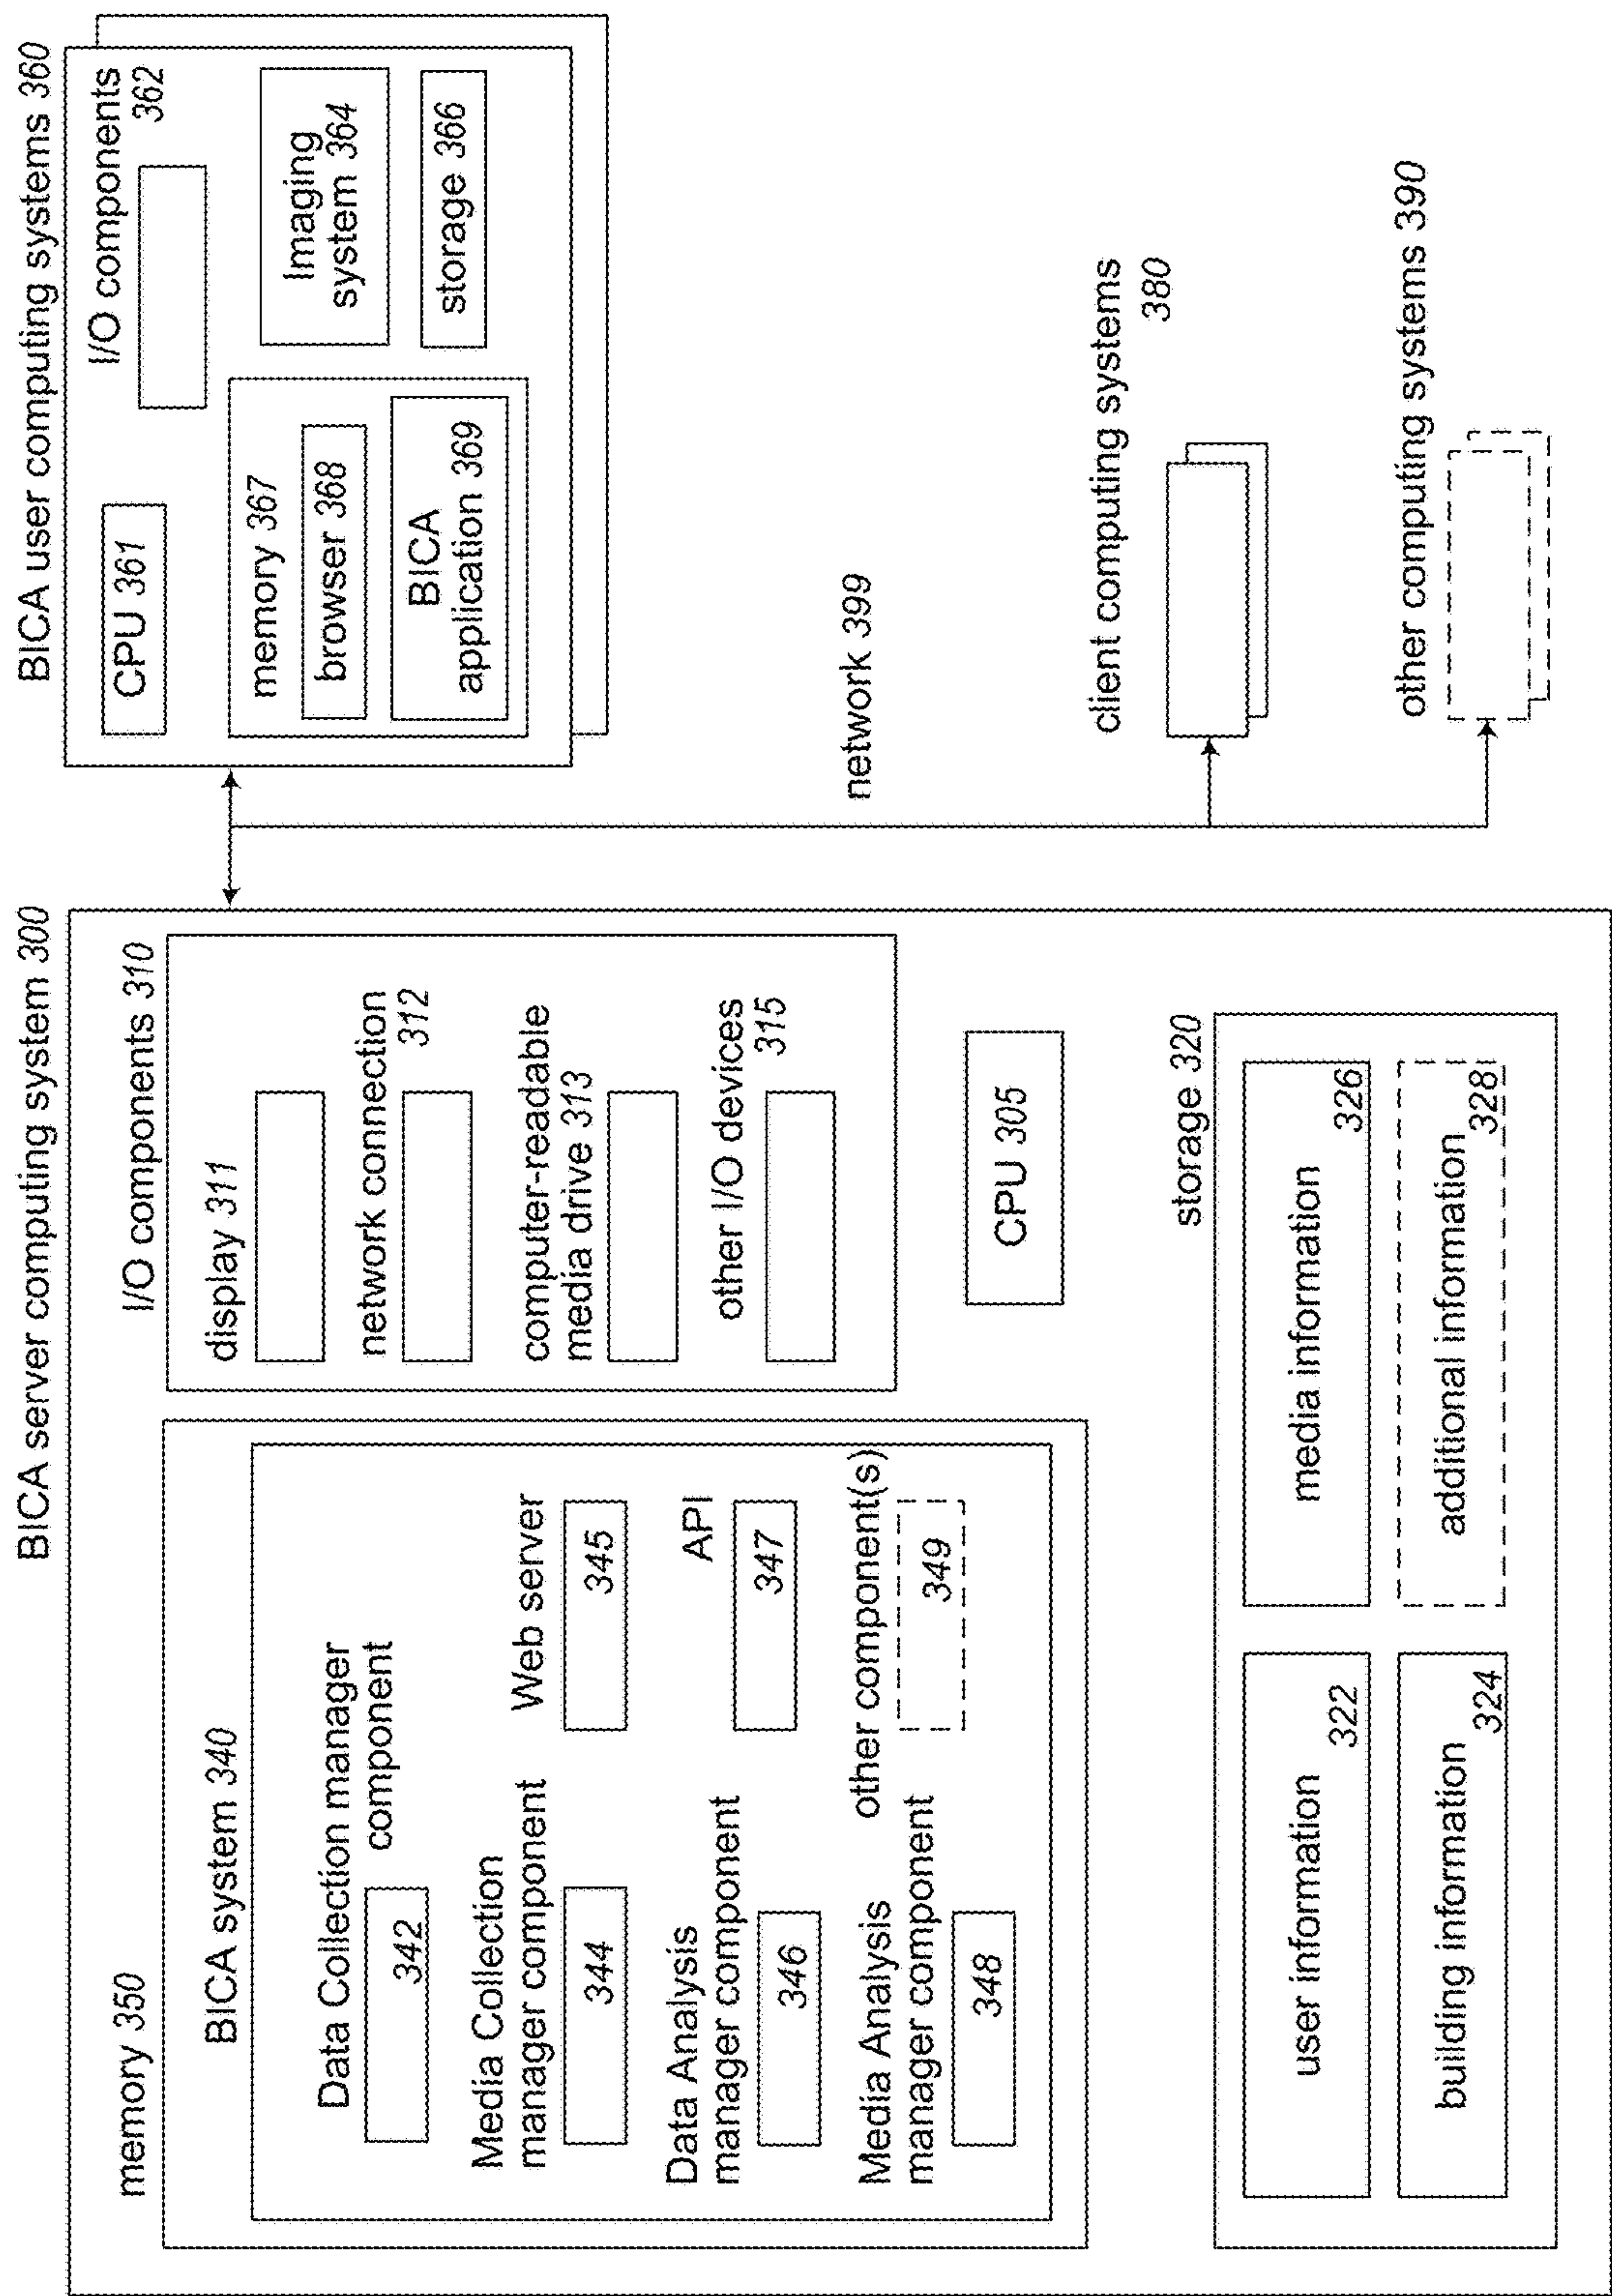 BICA server computing system 300
memory 350
BICA system 340
Data Collection manager
component
342
Media Collection
manager component
344
Web server
345
Data Analysis
manager component
346
API
347
Media Analysis
manager component
348
other component(s)
349
I/O components 310
display 311
network connection
312
computer-readable
media drive 313
other I/O devices
315
CPU 305
storage 320
user information
322
media information
326
building information
324
additional information
328
BICA user computing systems 360
CPU 361
I/O components
362
memory 367
browser 368
BICA
application 369
Imaging
system 364
storage 366
network 399
client computing systems
380
other computing systems 390